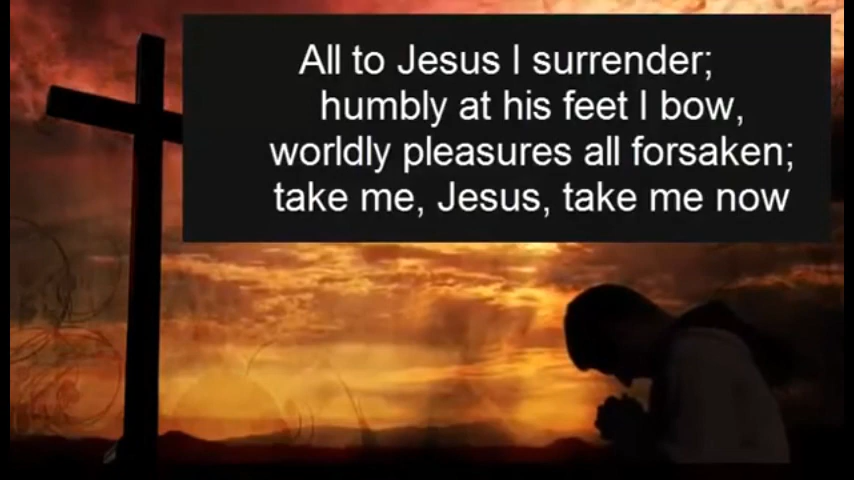 All to Jesus I surrender;
humbly at his feet I bow,
worldly pleasures all forsaken;
take me, Jesus, take me now